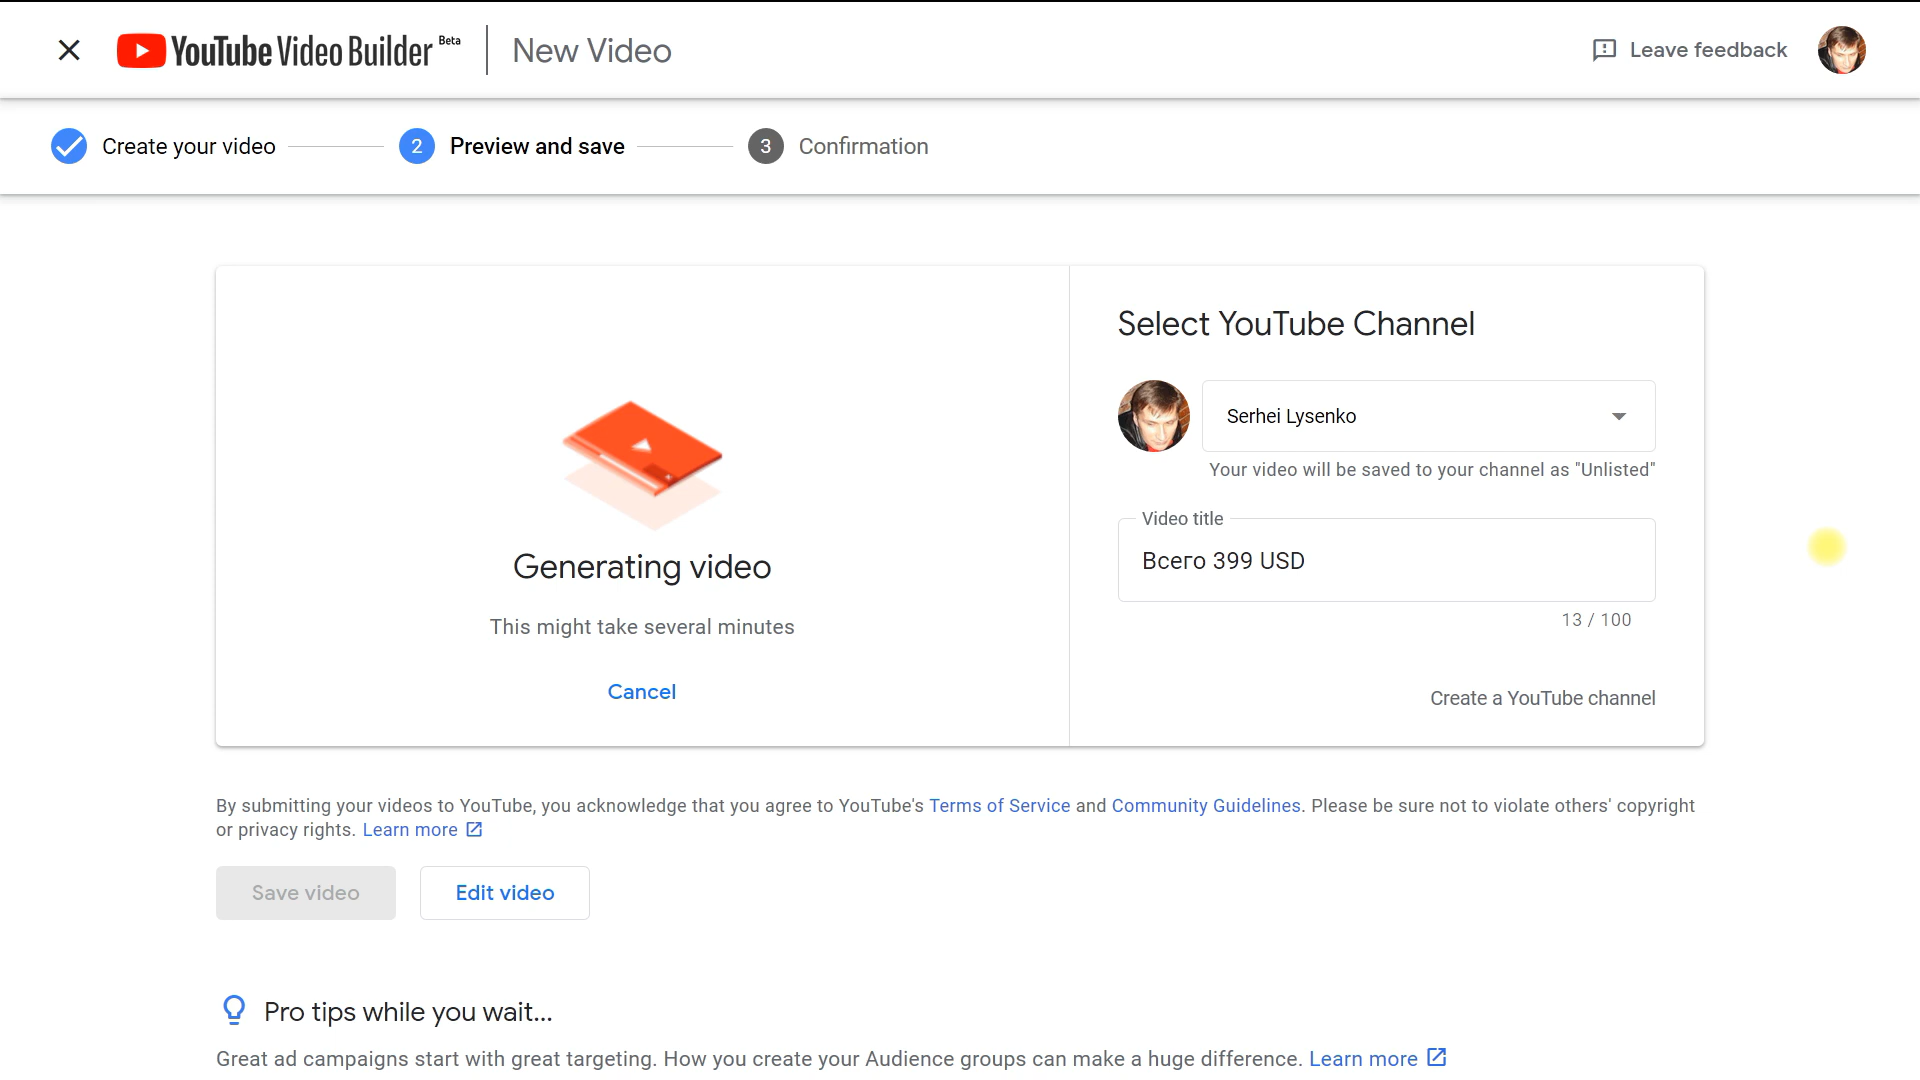 YouTube Video Builder Beta
New Video
Leave feedback
Create your video
2 Preview and save
3 Confirmation
Select YouTube Channel
Serhei Lysenko
Your video will be saved to your channel as "Unlisted"
Video title
Всего 399 USD
13 / 100
Create a YouTube channel
Generating video
This might take several minutes
Cancel
By submitting your videos to YouTube, you acknowledge that you agree to YouTube's Terms of Service and Community Guidelines. Please be sure not to violate others' copyright
or privacy rights. Learn more
Save video
Edit video
Pro tips while you wait...
Great ad campaigns start with great targeting. How you create your Audience groups can make a huge difference. Learn more